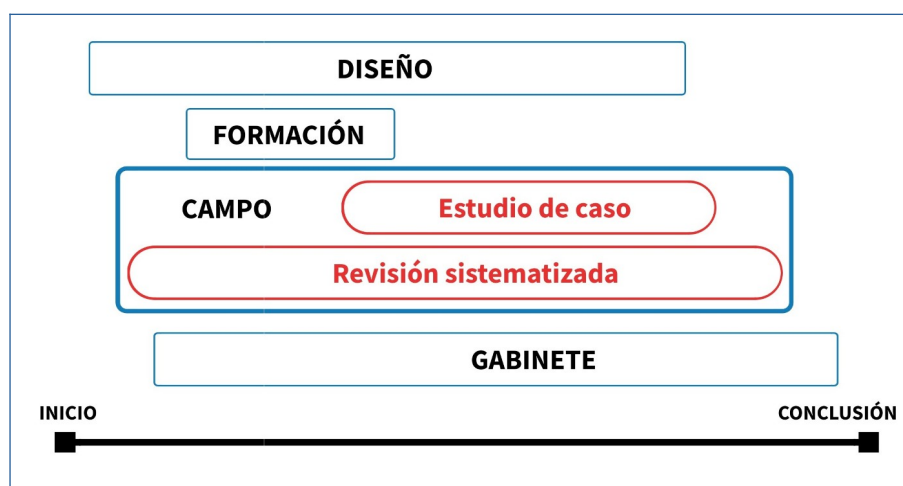 DISEÑO
FORMACIÓN
CAMPO
Estudio de caso
Revisión sistematizada
GABINETE
INICIO
CONCLUSIÓN